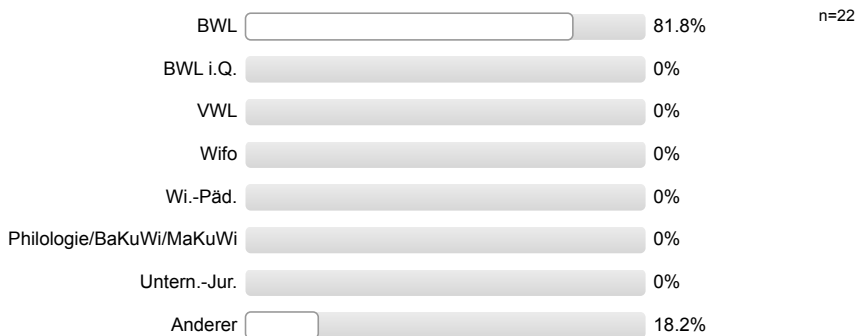 BWL 81.8% n=22
BWL i.Q. 0%
VWL 0%
Wifo 0%
Wi.-Päd. 0%
Philologie/BaKuWi/MaKuWi 0%
Untern.-Jur. 0%
Anderer 18.2%